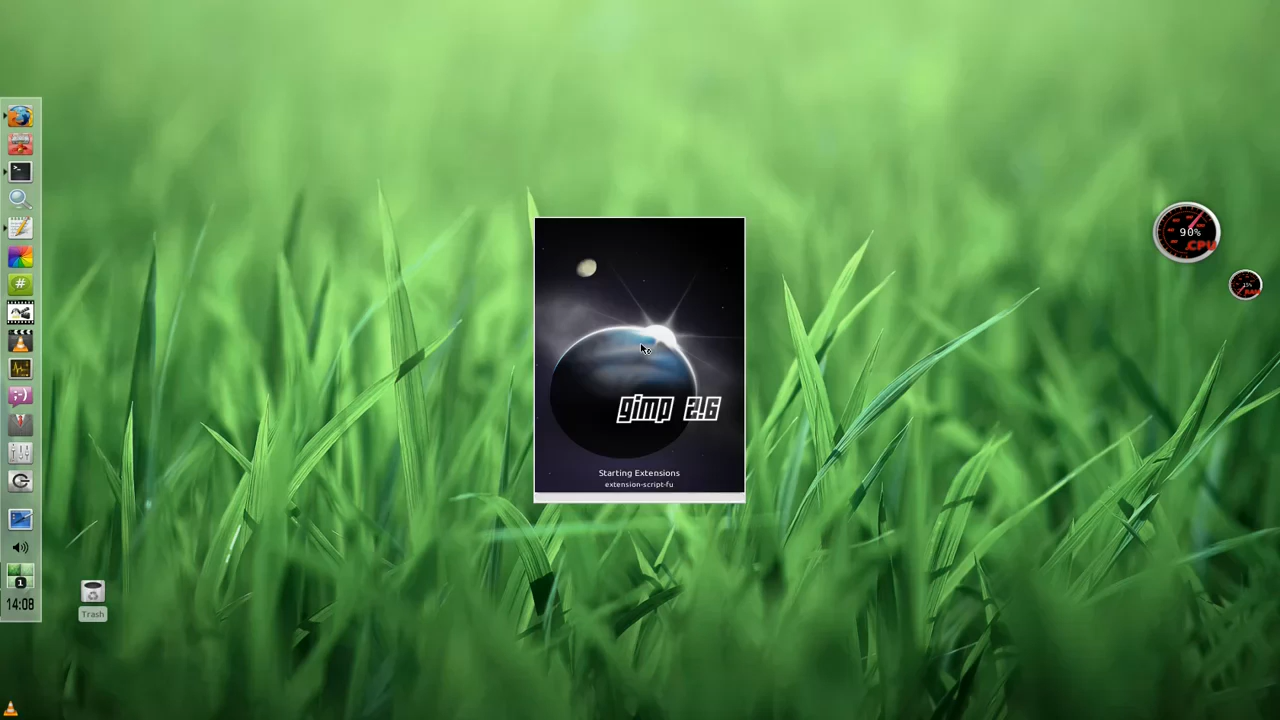 90%
CPU
gimp 2.6
Starting Extensions
extension-script-fu
1
14:08
Trash